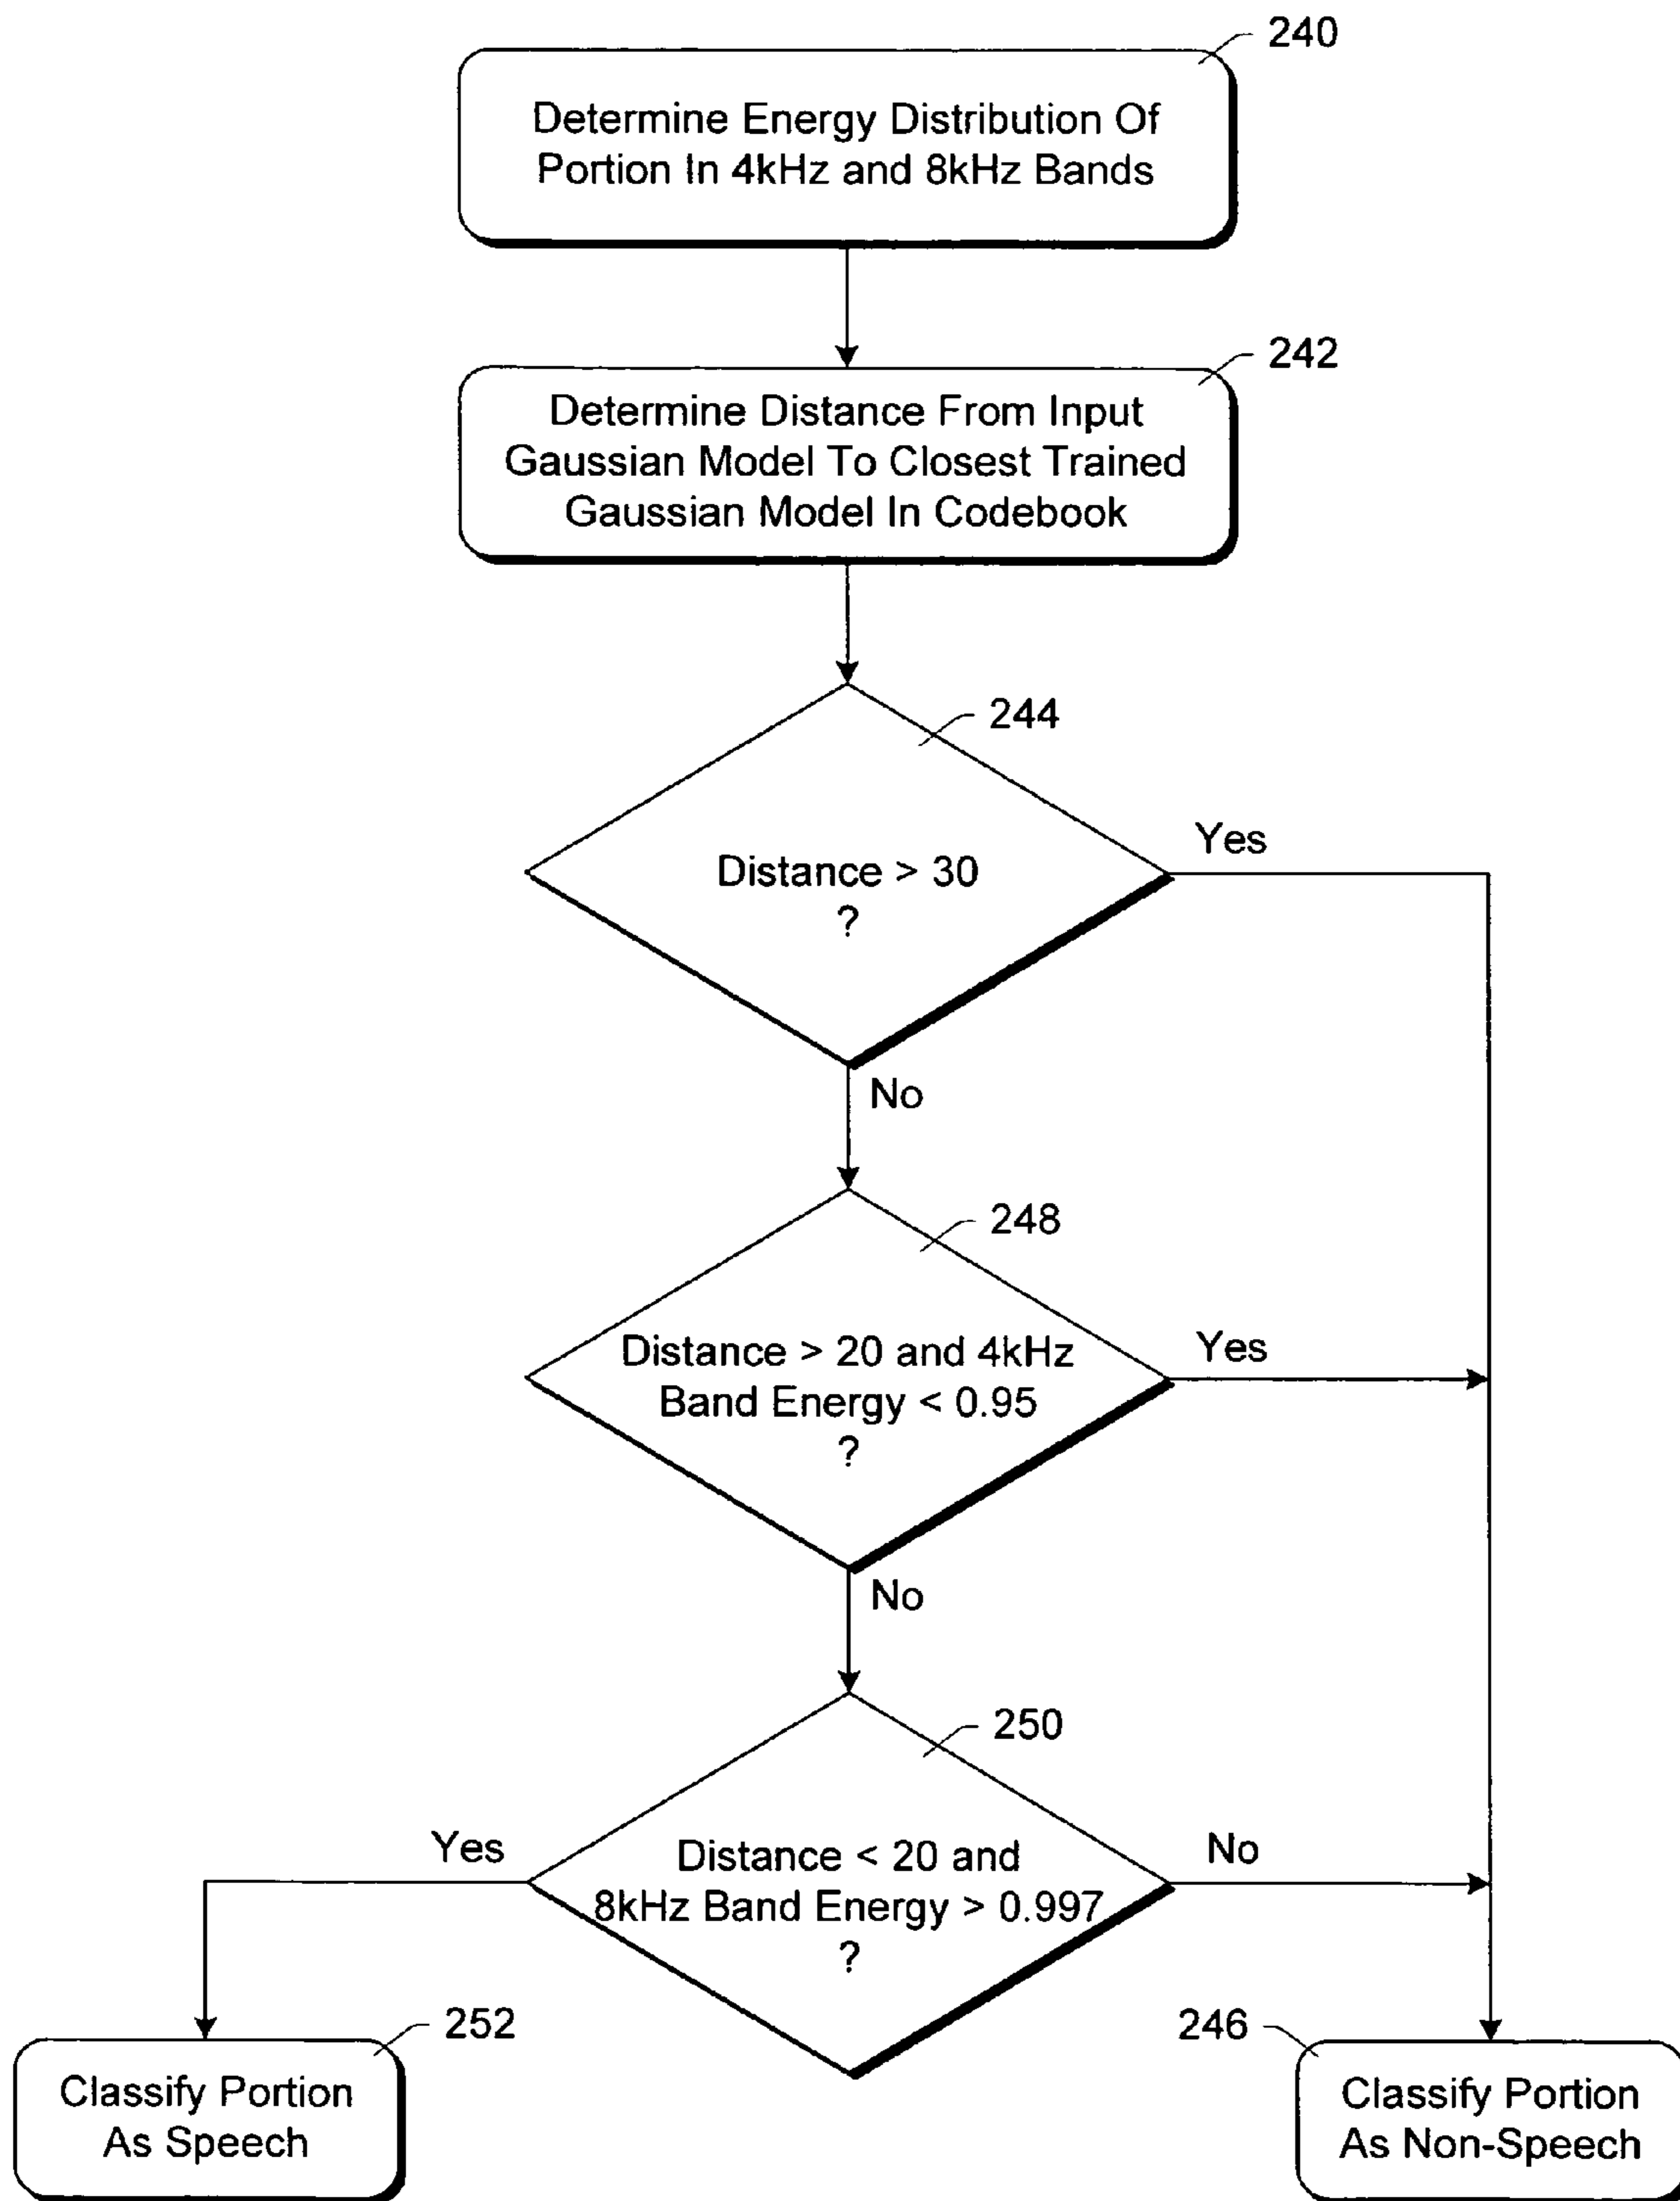 240
Determine Energy Distribution Of
Portion In 4kHz and 8kHz Bands
242
Determine Distance From Input
Gaussian Model To Closest Trained
Gaussian Model In Codebook
244
Distance > 30
?
Yes
No
248
Distance > 20 and 4kHz
Band Energy < 0.95
?
Yes
No
250
Distance < 20 and
8kHz Band Energy > 0.997
?
Yes
No
252
Classify Portion
As Speech
246
Classify Portion
As Non-Speech